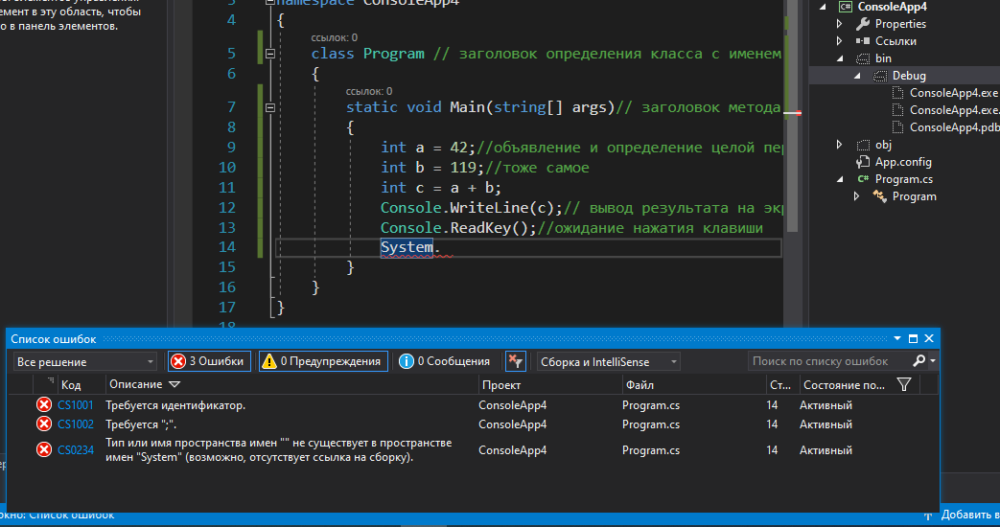 элемент в эту область, чтобы
о в панель элементов.
3 namespace ConsoleApp4
4 {
ссылок: 0
5 class Program // заголовок определения класса с именем
6 {
ссылок: 0
7 static void Main(string[] args)// заголовок метода
8 {
9 int a = 42;//объявление и определение целой пер
10 int b = 119;//тоже самое
11 int c = a + b;
12 Console.WriteLine(c);// вывод результата на экр
13 Console.ReadKey();//ожидание нажатия клавиши
14 System.
15 }
16 }
17 }
18
ConsoleApp4
Properties
Ссылки
bin
Debug
ConsoleApp4.exe
ConsoleApp4.exe.
ConsoleApp4.pdb
obj
App.config
C# Program.cs
Program
Список ошибок
Все решение 3 Ошибки 0 Предупреждения 0 Сообщения Сборка и IntelliSense Поиск по списку ошибок
Код Описание Проект Файл Ст... Состояние по...
CS1001 Требуется идентификатор. ConsoleApp4 Program.cs 14 Активный
CS1002 Требуется ";". ConsoleApp4 Program.cs 14 Активный
CS0234 Тип или имя пространства имен "" не существует в пространстве имен "System" (возможно, отсутствует ссылка на сборку). ConsoleApp4 Program.cs 14 Активный
окно: Список ошибок
Добавить в